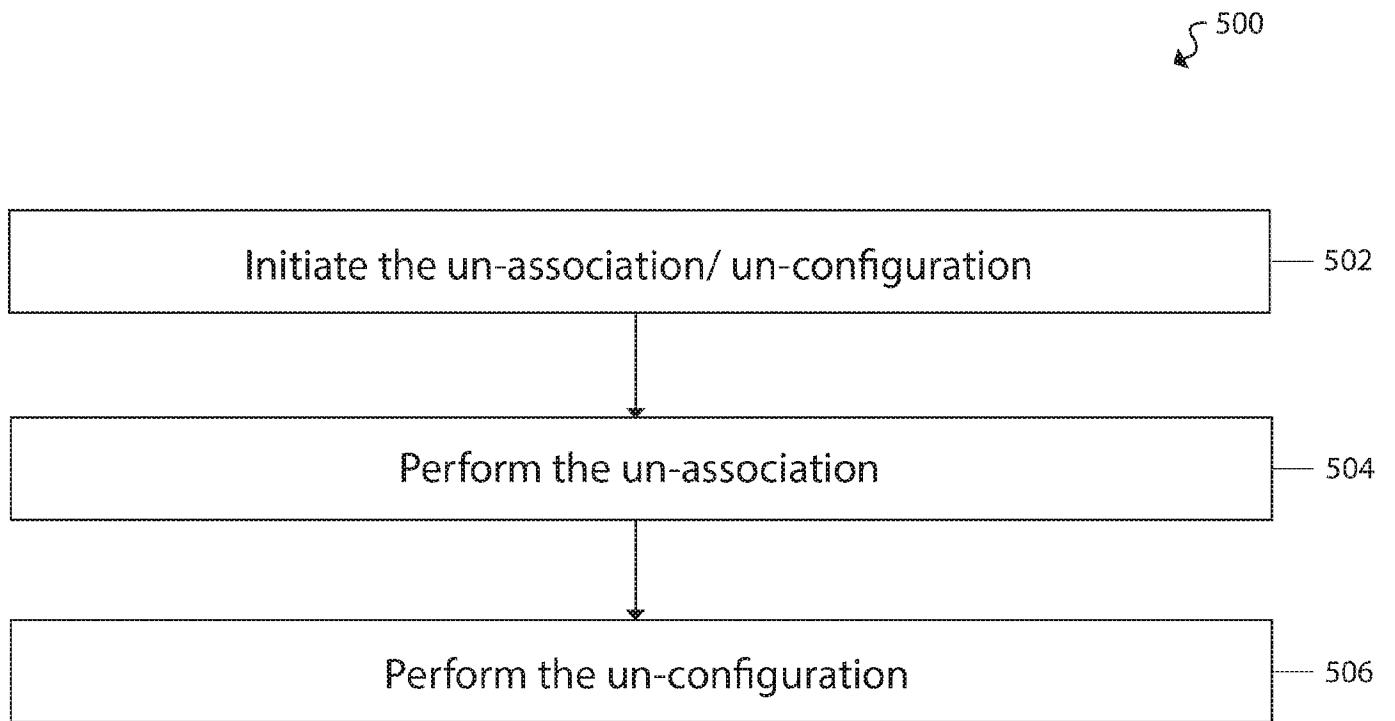 500
Initiate the un-association/ un-configuration
502
Perform the un-association
504
Perform the un-configuration
506